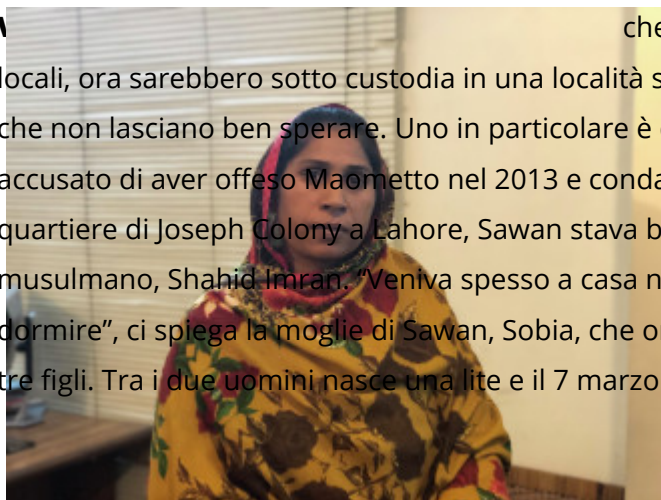 che
locali, ora sarebbero sotto custodia in una località s
che non lasciano ben sperare. Uno in particolare è
accusato di aver offeso Maometto nel 2013 e conda
quartiere di Joseph Colony a Lahore, Sawan stava b
musulmano, Shahid Imran. “Veniva spesso a casa n
dormire”, ci spiega la moglie di Sawan, Sobia, che o
tre figli. Tra i due uomini nasce una lite e il 7 marzo